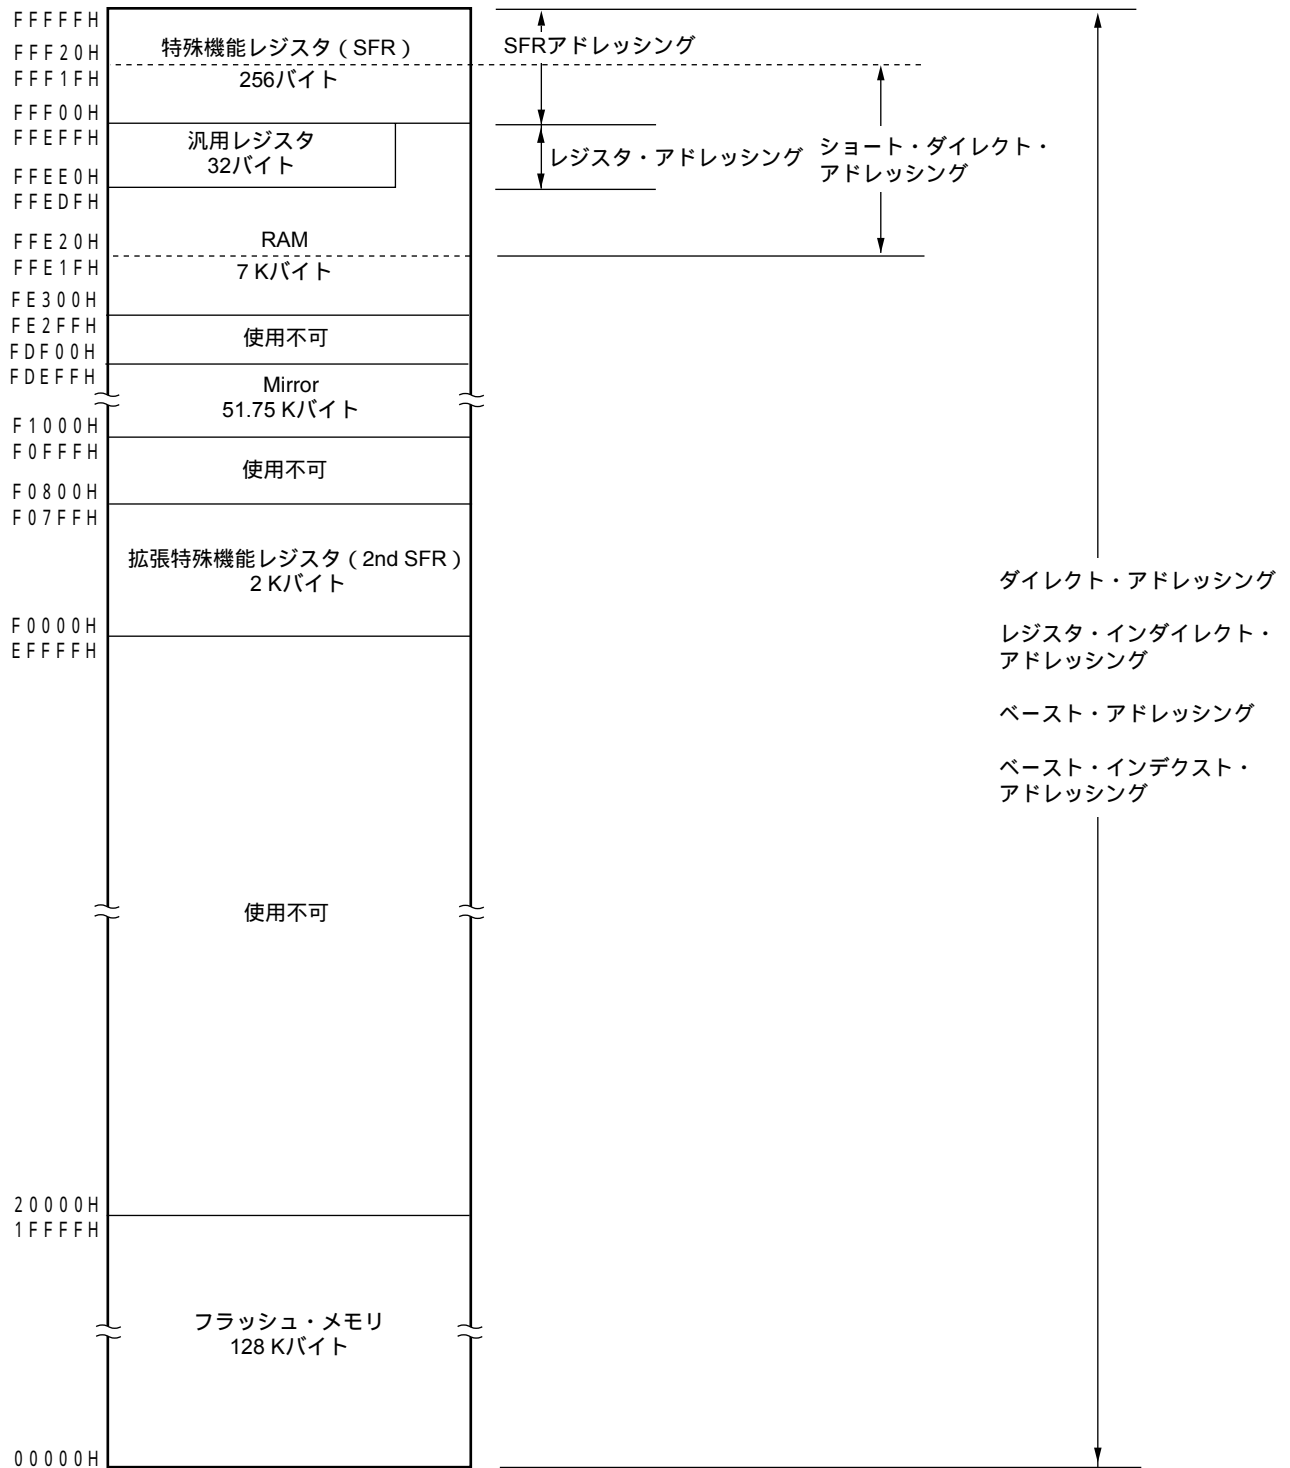 FFFFFH
特殊機能レジスタ(SFR)
SFRアドレッシング
FFF20H
FFF1FH
256バイト
FFF00H
FFEFFH
汎用レジスタ
32バイト
レジスタ・アドレッシング
ショート・ダイレクト・
アドレッシング
FFEE0H
FFEDFH
FFE20H
RAM
FFE1FH
7 Kバイト
FE300H
FE2FFH
使用不可
FDF00H
FDEFFH
Mirror
51.75 Kバイト
F1000H
F0FFFH
使用不可
F0800H
F07FFH
拡張特殊機能レジスタ(2nd SFR)
2 Kバイト
F0000H
EFFFFH
ダイレクト・アドレッシング
レジスタ・インダイレクト・
アドレッシング
ベースト・アドレッシング
ベースト・インデクスト・
アドレッシング
使用不可
20000H
1FFFFH
フラッシュ・メモリ
128 Kバイト
00000H